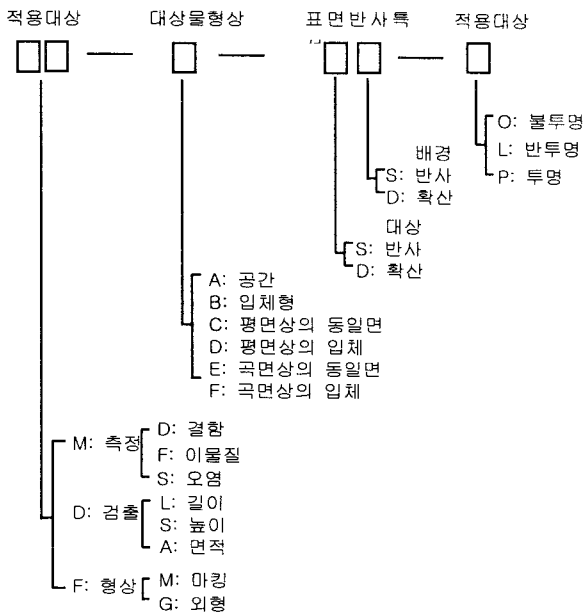 적용대상 대상물형상 표면반사특 적용대상
O: 불투명
L: 반투명
P: 투명
배경
S: 반사
D: 확산
대상
S: 반사
D: 확산
A: 공간
B: 입체형
C: 평면상의 동일면
D: 평면상의 입체
E: 곡면상의 동일면
F: 곡면상의 입체
M: 측정
D: 결함
F: 이물질
S: 오염
D: 검출
L: 길이
S: 높이
A: 면적
F: 형상
M: 마킹
G: 외형